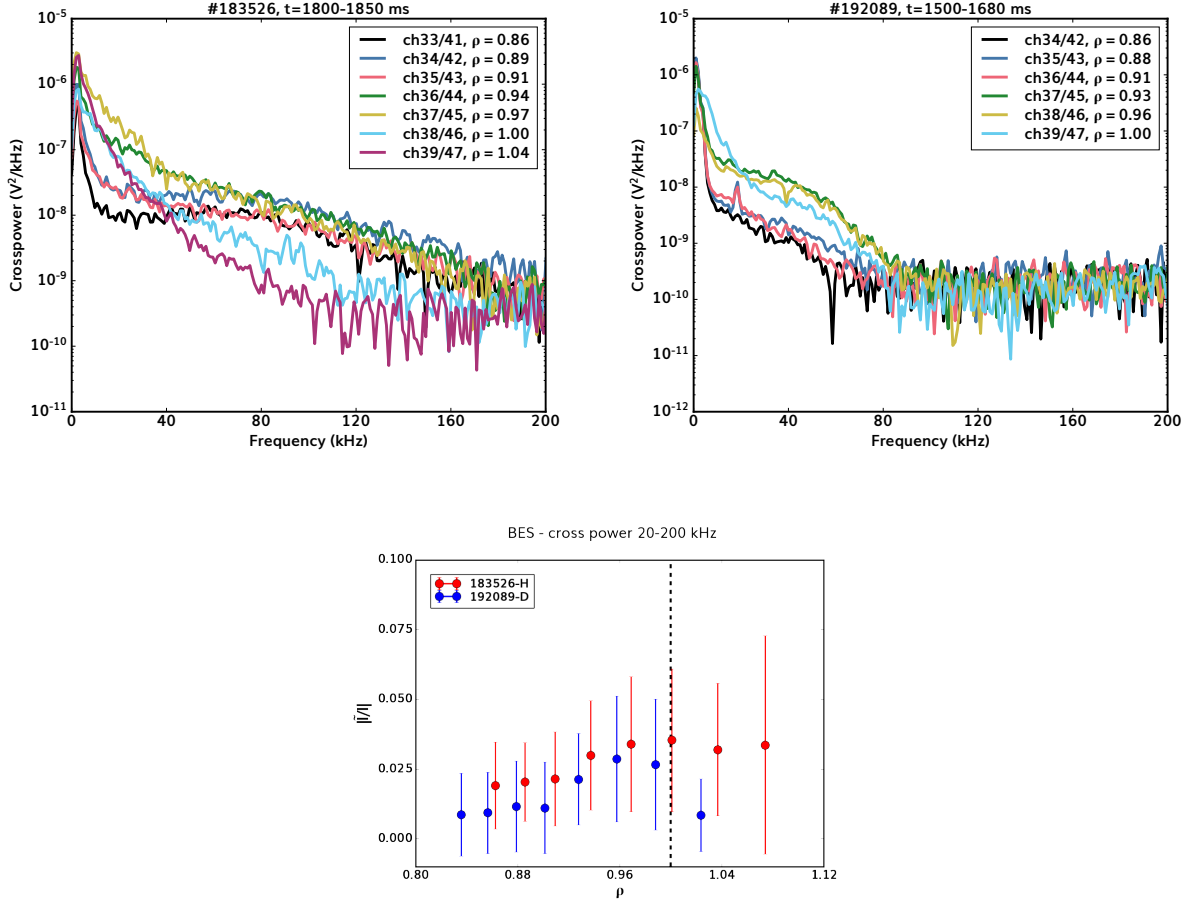 #183526, t=1800-1850 ms
10⁻⁵
10⁻⁶
10⁻⁷
10⁻⁸
10⁻⁹
10⁻¹⁰
10⁻¹¹
Crosspower (V²/kHz)
ch33/41, ρ = 0.86
ch34/42, ρ = 0.89
ch35/43, ρ = 0.91
ch36/44, ρ = 0.94
ch37/45, ρ = 0.97
ch38/46, ρ = 1.00
ch39/47, ρ = 1.04
0 40 80 120 160 200
Frequency (kHz)
#192089, t=1500-1680 ms
10⁻⁵
10⁻⁶
10⁻⁷
10⁻⁸
10⁻⁹
10⁻¹⁰
10⁻¹¹
10⁻¹²
Crosspower (V²/kHz)
ch34/42, ρ = 0.86
ch35/43, ρ = 0.88
ch36/44, ρ = 0.91
ch37/45, ρ = 0.93
ch38/46, ρ = 0.96
ch39/47, ρ = 1.00
0 40 80 120 160 200
Frequency (kHz)
BES - cross power 20-200 kHz
0.100
0.075
0.050
0.025
0.000
|Ĩ/I|
183526-H
192089-D
0.80 0.88 0.96 1.04 1.12
ρ